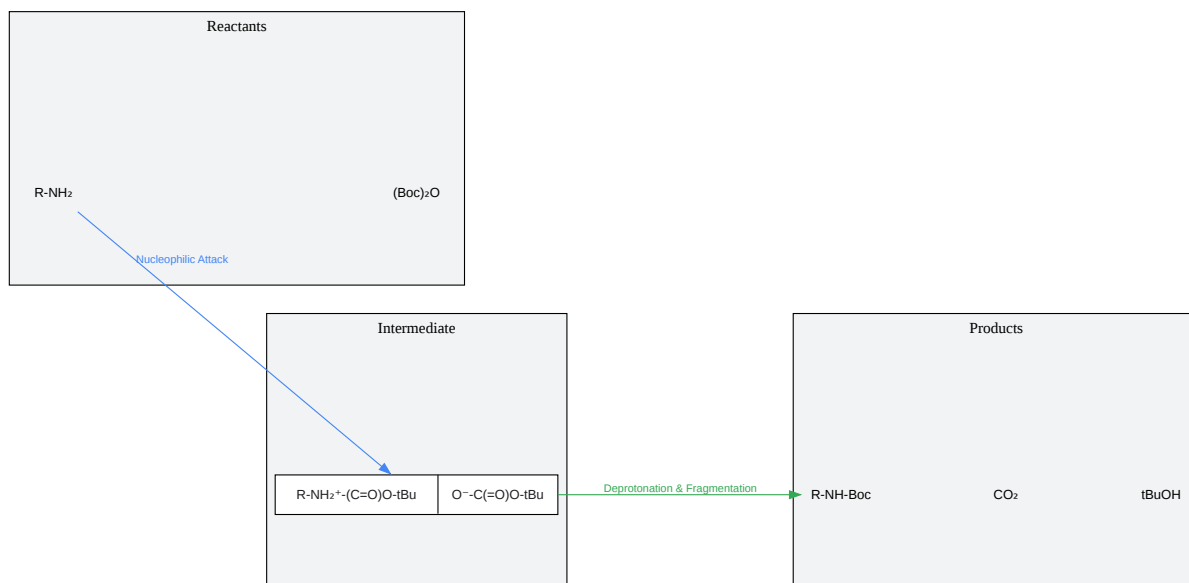 Reactants
R-NH₂
(Boc)₂O
Nucleophilic Attack
Intermediate
R-NH₂⁺-(C=O)O-tBu
O⁻-C(=O)O-tBu
Deprotonation & Fragmentation
Products
R-NH-Boc
CO₂
tBuOH